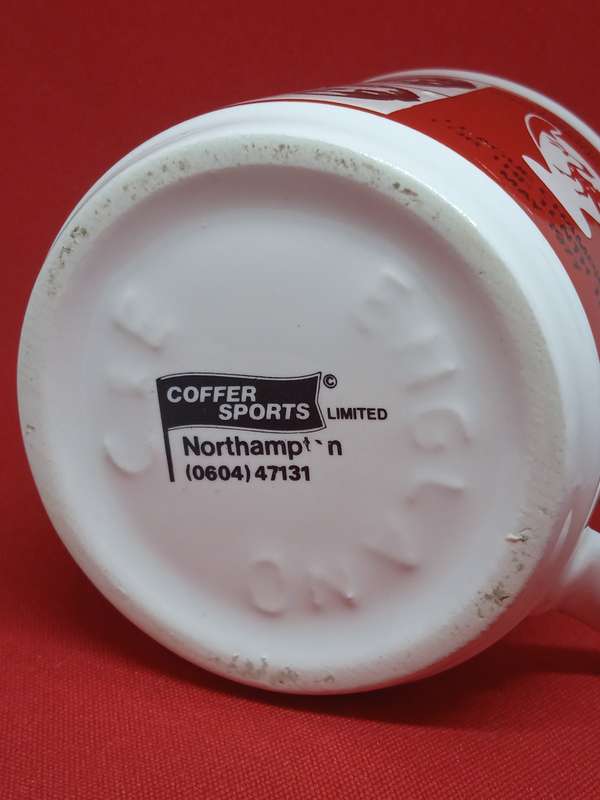 COFFER
SPORTS ©
LIMITED
Northampt n
(0604) 47131
ENGLAND